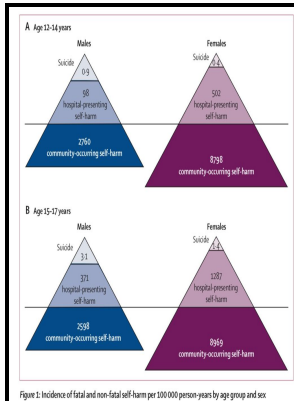 A Age 12–14 years
Males
Females
Suicide
0·9
98
hospital-presenting
self-harm
2760
community-occurring self-harm
Suicide
0·4
502
hospital-presenting
self-harm
8798
community-occurring self-harm
B Age 15–17 years
Males
Females
Suicide
3·1
371
hospital-presenting
self-harm
2598
community-occurring self-harm
Suicide
1·4
1287
hospital-presenting
self-harm
8969
community-occurring self-harm
Figure 1: Incidence of fatal and non-fatal self-harm per 100 000 person-years by age group and sex